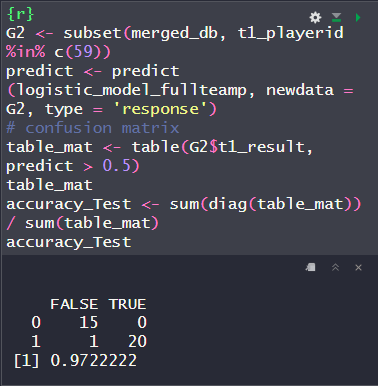 {r}
G2 <- subset(merged_db, t1_playerid
%in% c(59))
predict <- predict
(logistic_model_fullteamp, newdata =
G2, type = 'response')
# confusion matrix
table_mat <- table(G2$t1_result,
predict > 0.5)
table_mat
accuracy_Test <- sum(diag(table_mat))
/ sum(table_mat)
accuracy_Test
FALSE TRUE
0 15 0
1 1 20
[1] 0.9722222